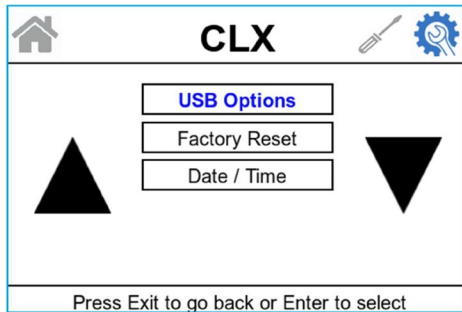 CLX
USB Options
Factory Reset
Date / Time
Press Exit to go back or Enter to select